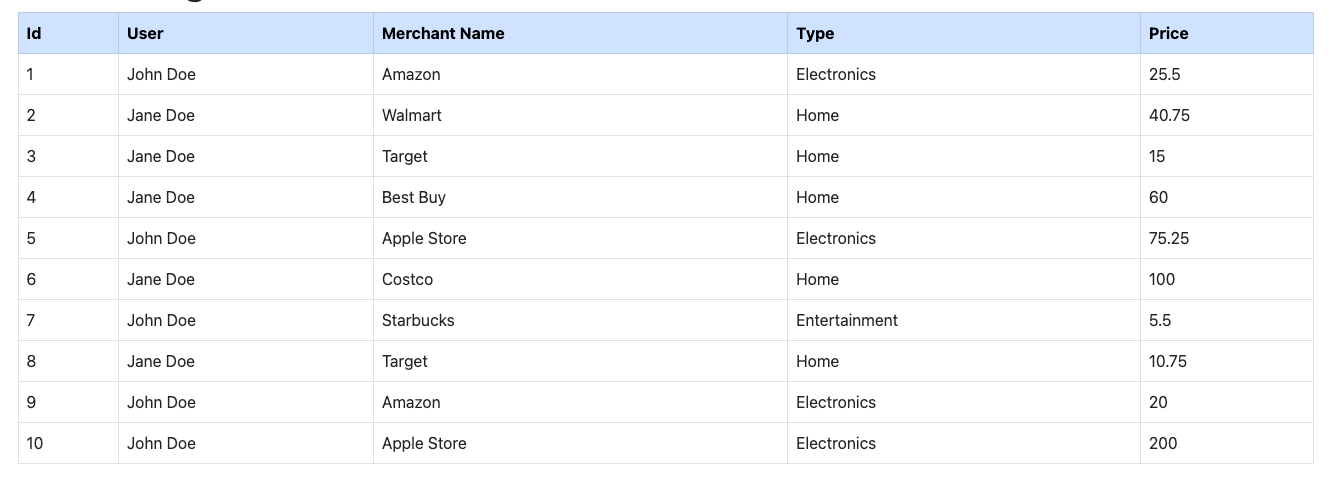 Id User Merchant Name Type Price
1 John Doe Amazon Electronics 25.5
2 Jane Doe Walmart Home 40.75
3 Jane Doe Target Home 15
4 Jane Doe Best Buy Home 60
5 John Doe Apple Store Electronics 75.25
6 Jane Doe Costco Home 100
7 John Doe Starbucks Entertainment 5.5
8 Jane Doe Target Home 10.75
9 John Doe Amazon Electronics 20
10 John Doe Apple Store Electronics 200